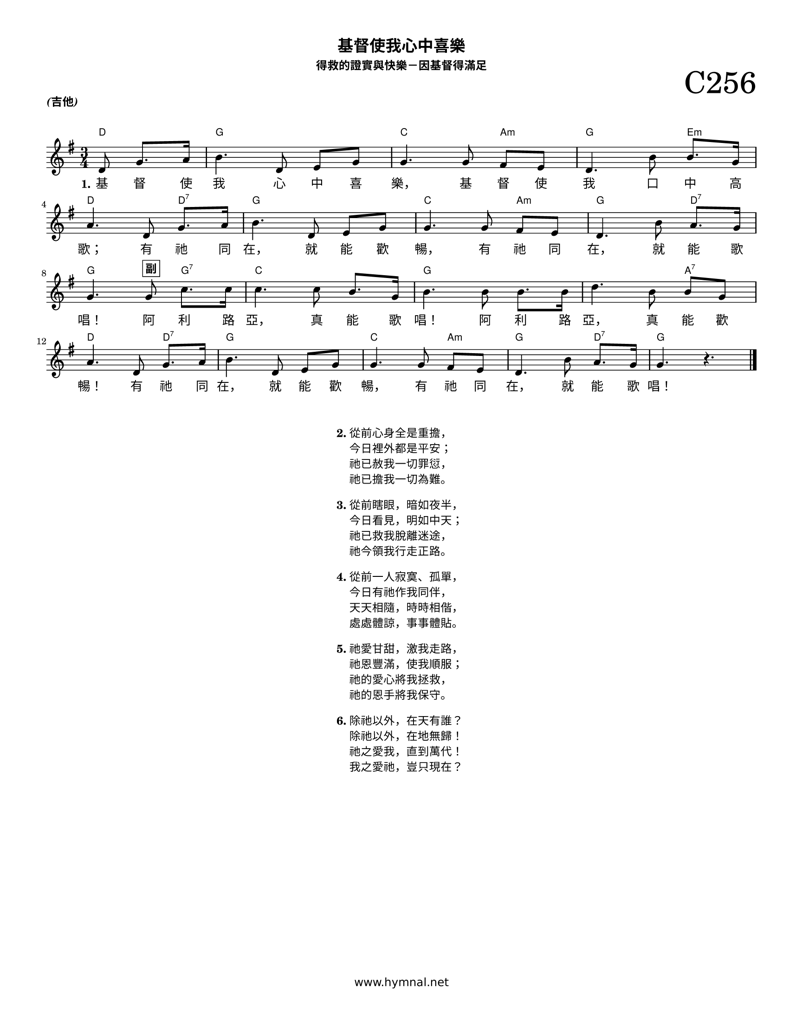 基督使我心中喜樂
得救的證實與快樂－因基督得滿足
C256
(吉他)
D G C Am G Em
1. 基 督 使 我 心 中 喜 樂， 基 督 使 我 口 中 高
4 D D7 G C Am G D7
歌； 有 祂 同 在， 就 能 歡 暢， 有 祂 同 在， 就 能 歌
8 G 副 G7 C G A7
唱！ 阿 利 路 亞， 真 能 歌 唱！ 阿 利 路 亞， 真 能 歡
12 D D7 G C Am G D7 G
暢！ 有 祂 同 在， 就 能 歡 暢， 有 祂 同 在， 就 能 歌 唱！
2. 從前心身全是重擔，
今日裡外都是平安；
祂已赦我一切罪愆，
祂已擔我一切為難。
3. 從前瞎眼，暗如夜半，
今日看見，明如中天；
祂已救我脫離迷途，
祂今領我行走正路。
4. 從前一人寂寞、孤單，
今日有祂作我同伴，
天天相隨，時時相偕，
處處體諒，事事體貼。
5. 祂愛甘甜，激我走路，
祂恩豐滿，使我順服；
祂的愛心將我拯救，
祂的恩手將我保守。
6. 除祂以外，在天有誰？
除祂以外，在地無歸！
祂之愛我，直到萬代！
我之愛祂，豈只現在？
www.hymnal.net